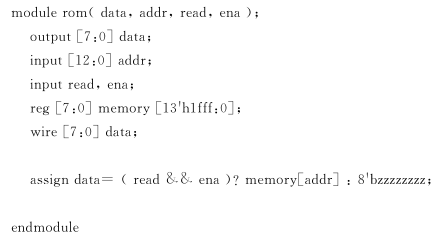 module rom( data, addr, read, ena );
output [7:0] data;
input [12:0] addr;
input read, ena;
reg [7:0] memory [13'h1fff:0];
wire [7:0] data;
assign data= ( read && ena )? memory[addr] : 8'bzzzzzzzz;
endmodule